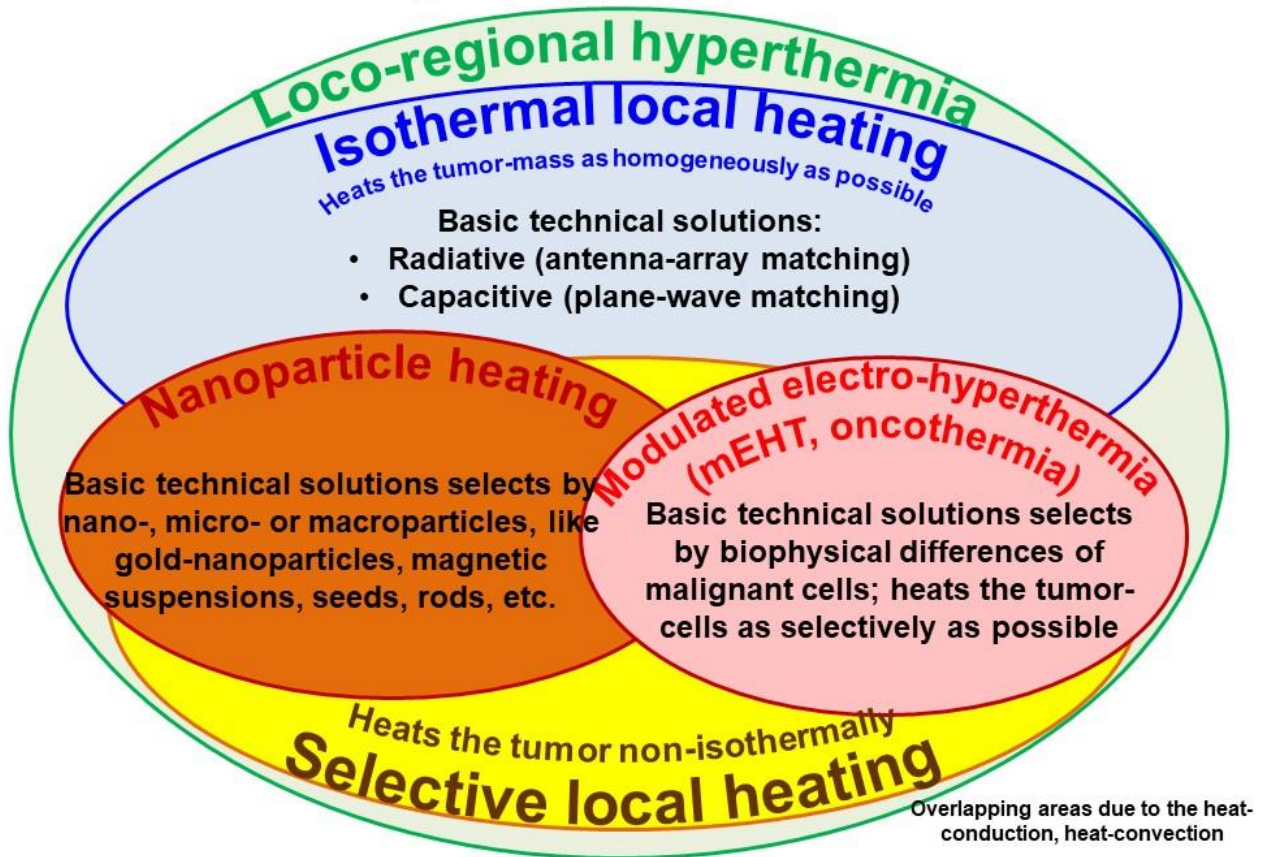 Loco-regional hyperthermia
Isothermal local heating
Heats the tumor-mass as homogeneously as possible
Basic technical solutions:
• Radiative (antenna-array matching)
• Capacitive (plane-wave matching)
Nanoparticle heating
Basic technical solutions selects by
nano-, micro- or macroparticles, like
gold-nanoparticles, magnetic
suspensions, seeds, rods, etc.
Modulated electro-hyperthermia
(mEHT, oncothermia)
Basic technical solutions selects
by biophysical differences of
malignant cells; heats the tumor-
cells as selectively as possible
Heats the tumor non-isothermally
Selective local heating
Overlapping areas due to the heat-
conduction, heat-convection